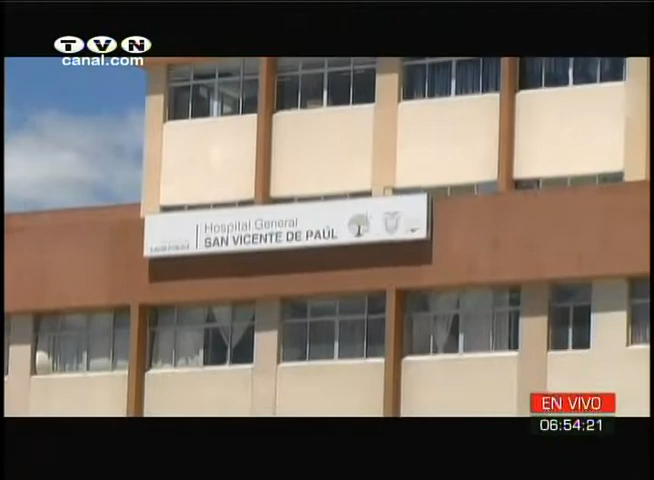 TVN
canal.com
Hospital General
SAN VICENTE DE PAÚL
EN VIVO
06:54:21